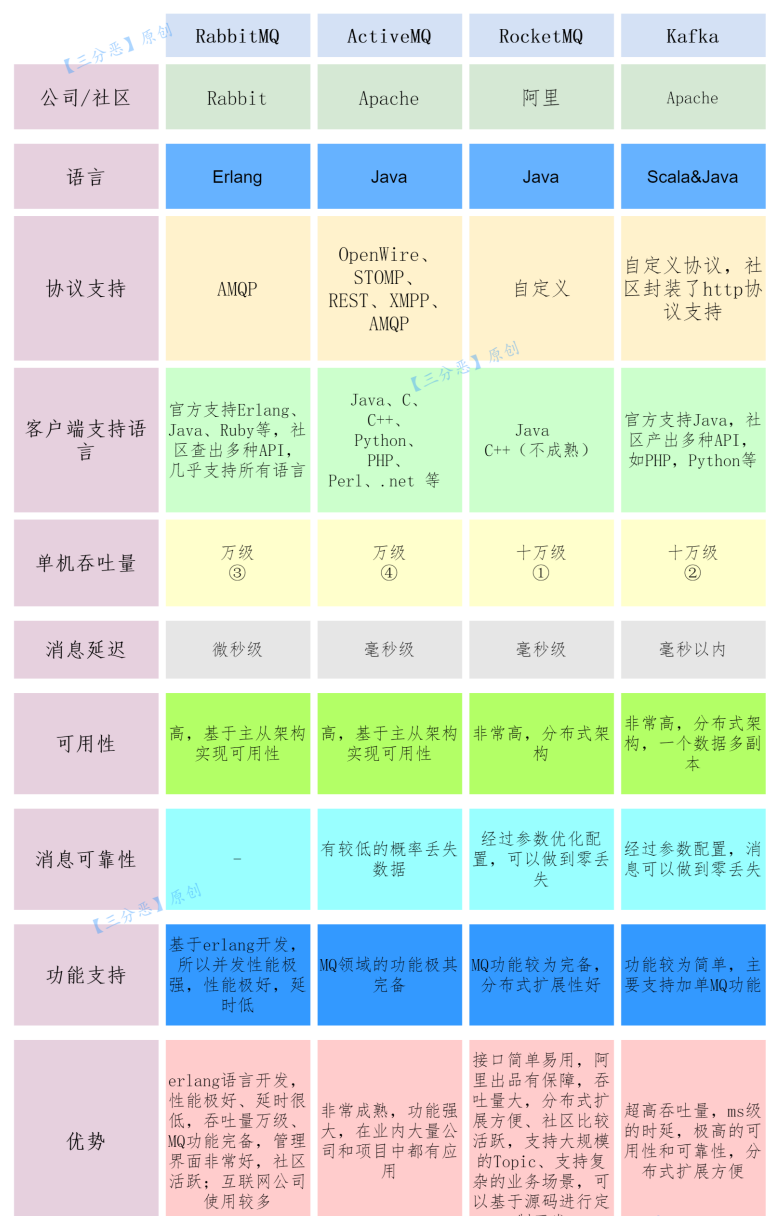 RabbitMQ
ActiveMQ
RocketMQ
Kafka
【三分恶】原创
公司/社区
Rabbit
Apache
阿里
Apache
语言
Erlang
Java
Java
Scala&Java
协议支持
AMQP
OpenWire、
STOMP、
REST、XMPP、
AMQP
自定义
自定义协议，社
区封装了http协
议支持
【三分恶】原创
客户端支持语
言
官方支持Erlang、
Java、Ruby等，社
区查出多种API，
几乎支持所有语言
Java、C、
C++、
Python、
PHP、
Perl、.net 等
Java
C++（不成熟）
官方支持Java，社
区产出多种API，
如PHP，Python等
单机吞吐量
万级
③
万级
④
十万级
①
十万级
②
消息延迟
微秒级
毫秒级
毫秒级
毫秒以内
可用性
高，基于主从架构
实现可用性
高，基于主从架构
实现可用性
非常高，分布式架
构
非常高，分布式架
构，一个数据多副
本
消息可靠性
-
有较低的概率丢失
数据
经过参数优化配
置，可以做到零丢
失
经过参数配置，消
息可以做到零丢失
【三分恶】原创
功能支持
基于erlang开发，
所以并发性能极
强，性能极好，延
时低
MQ领域的功能极其
完备
MQ功能较为完备，
分布式扩展性好
功能较为简单，主
要支持加单MQ功能
优势
erlang语言开发，
性能极好、延时很
低，吞吐量万级、
MQ功能完备，管理
界面非常好，社区
活跃；互联网公司
使用较多
非常成熟，功能强
大，在业内大量公
司和项目中都有应
用
接口简单易用，阿
里出品有保障，吞
吐量大，分布式扩
展方便、社区比较
活跃，支持大规模
的Topic、支持复
杂的业务场景，可
以基于源码进行定
超高吞吐量，ms级
的时延，极高的可
用性和可靠性，分
布式扩展方便